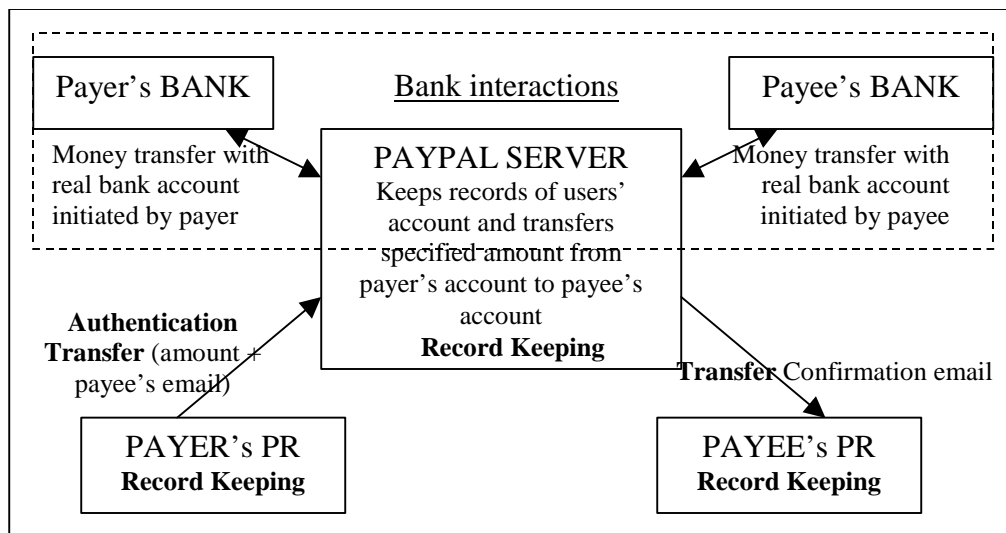 Payer's BANK
Bank interactions
Payee's BANK
Money transfer with
real bank account
initiated by payer
PAYPAL SERVER
Keeps records of users'
account and transfers
specified amount from
payer's account to payee's
account
Record Keeping
Money transfer with
real bank account
initiated by payee
Authentication
Transfer (amount +
payee's email)
Transfer Confirmation email
PAYER's PR
Record Keeping
PAYEE's PR
Record Keeping